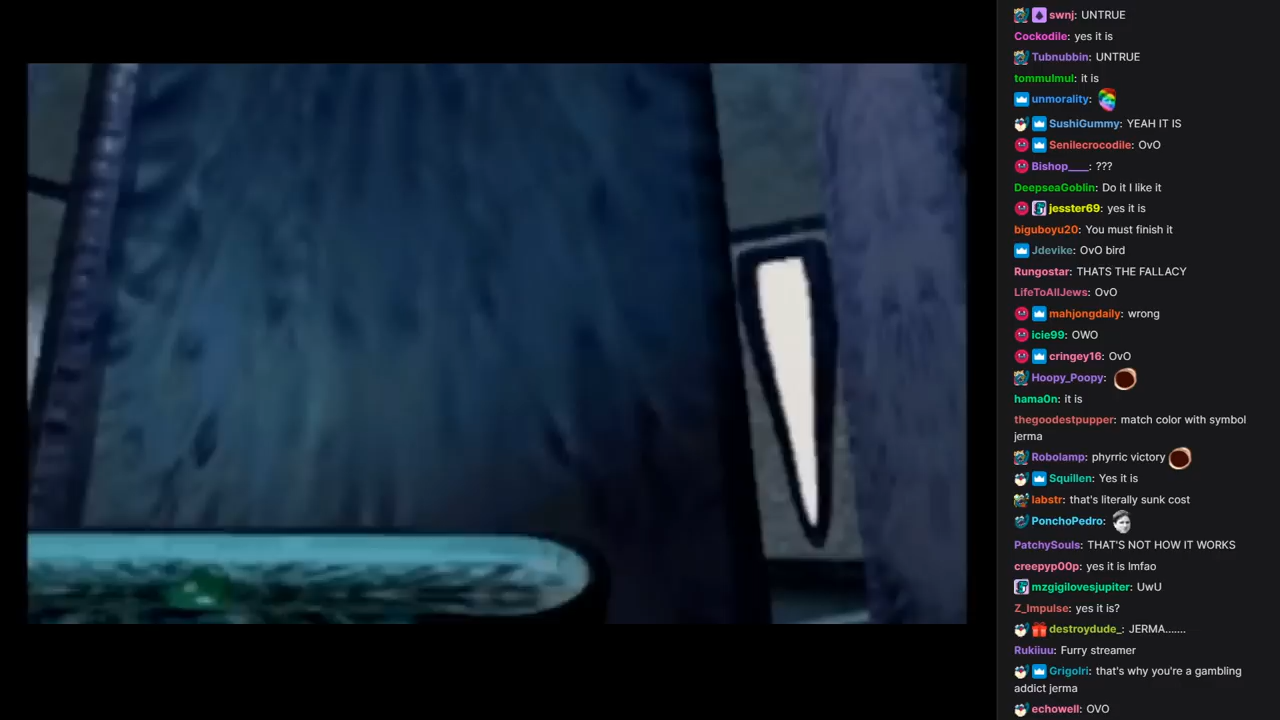 swnj: UNTRUE
Cockodile: yes it is
Tubnubbin: UNTRUE
tommulmul: it is
unmorality:
SushiGummy: YEAH IT IS
Senilecrocodile: OvO
Bishop____: ???
DeepseaGoblin: Do it I like it
jesster69: yes it is
biguboyu20: You must finish it
Jdevike: OvO bird
Rungostar: THATS THE FALLACY
LifeToAllJews: OvO
mahjongdaily: wrong
icie99: OWO
cringey16: OvO
Hoopy_Poopy:
hama0n: it is
thegoodestpupper: match color with symbol
jerma
Robolamp: phyrric victory
Squillen: Yes it is
labstr: that's literally sunk cost
PonchoPedro:
PatchySouls: THAT'S NOT HOW IT WORKS
creepyp00p: yes it is lmfao
mzgigilovesjupiter: UwU
Z_Impulse: yes it is?
destroydude_: JERMA.......
Rukiiuu: Furry streamer
Grigolri: that's why you're a gambling
addict jerma
echowell: OVO